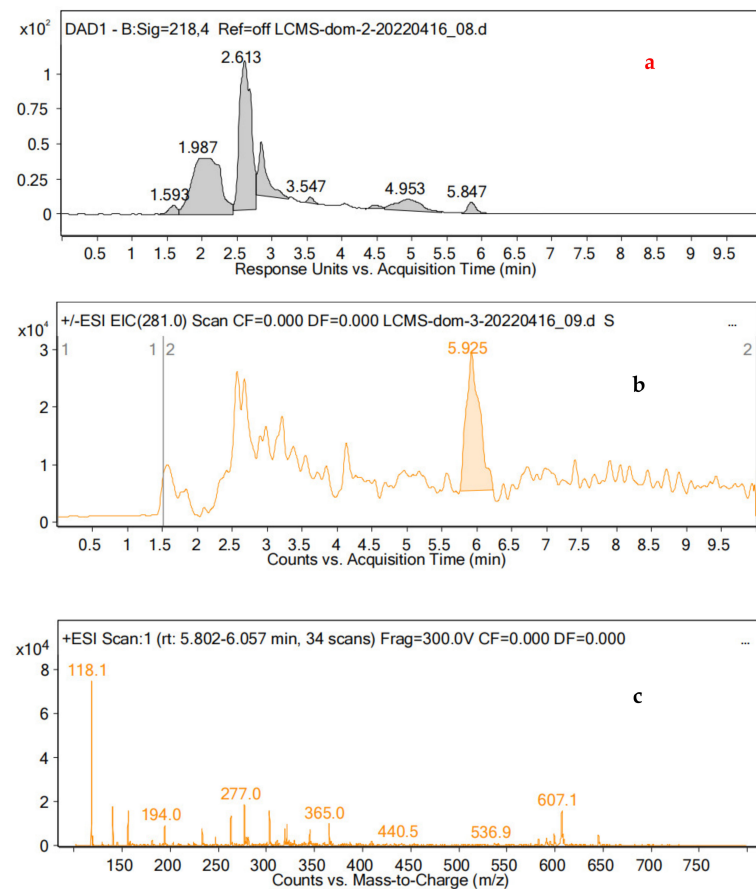 DAD1 - B:Sig=218,4 Ref=off LCMS-dom-2-20220416_08.d
x10²
a
2.613
1
0.75
0.5
1.987
0.25
1.593
3.547
4.953
5.847
0
0.5 1 1.5 2 2.5 3 3.5 4 4.5 5 5.5 6 6.5 7 7.5 8 8.5 9 9.5
Response Units vs. Acquisition Time (min)
+/-ESI EIC(281.0) Scan CF=0.000 DF=0.000 LCMS-dom-3-20220416_09.d S ...
x10⁴
3
1 1 2 5.925 2
b
2
1
0
0.5 1 1.5 2 2.5 3 3.5 4 4.5 5 5.5 6 6.5 7 7.5 8 8.5 9 9.5
Counts vs. Acquisition Time (min)
+ESI Scan:1 (rt: 5.802-6.057 min, 34 scans) Frag=300.0V CF=0.000 DF=0.000 ...
x10⁴
8
118.1
c
6
4
2
194.0 277.0 365.0 440.5 536.9 607.1
0
150 200 250 300 350 400 450 500 550 600 650 700 750
Counts vs. Mass-to-Charge (m/z)